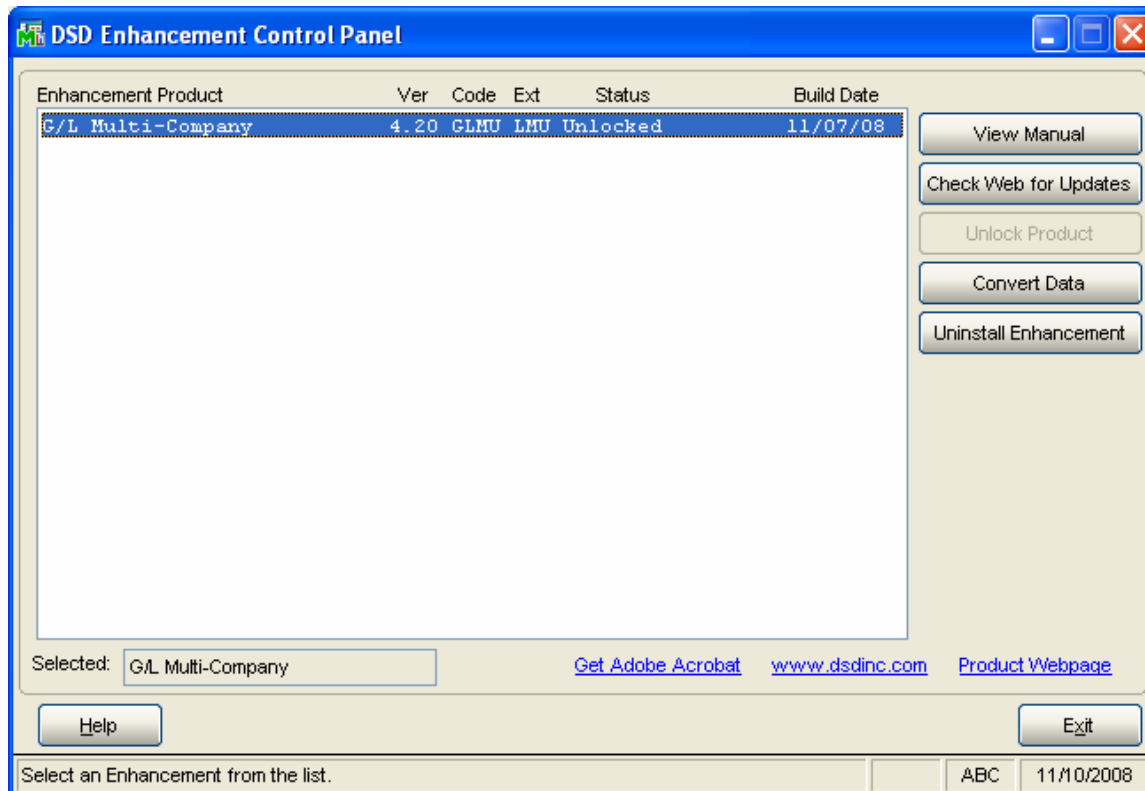 DSD Enhancement Control Panel
Enhancement Product Ver Code Ext Status Build Date
G/L Multi-Company 4.20 GLMU LMU Unlocked 11/07/08
View Manual
Check Web for Updates
Unlock Product
Convert Data
Uninstall Enhancement
Selected: G/L Multi-Company Get Adobe Acrobat www.dsdinc.com Product Webpage
Help Exit
Select an Enhancement from the list. ABC 11/10/2008